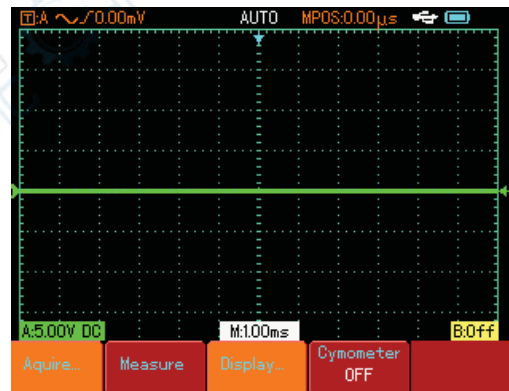 T:A 0.00mV AUTO MPOS:0.00μs
A:5.00V DC M:1.00ms B:Off
Aquire... Measure Display... Cymometer OFF